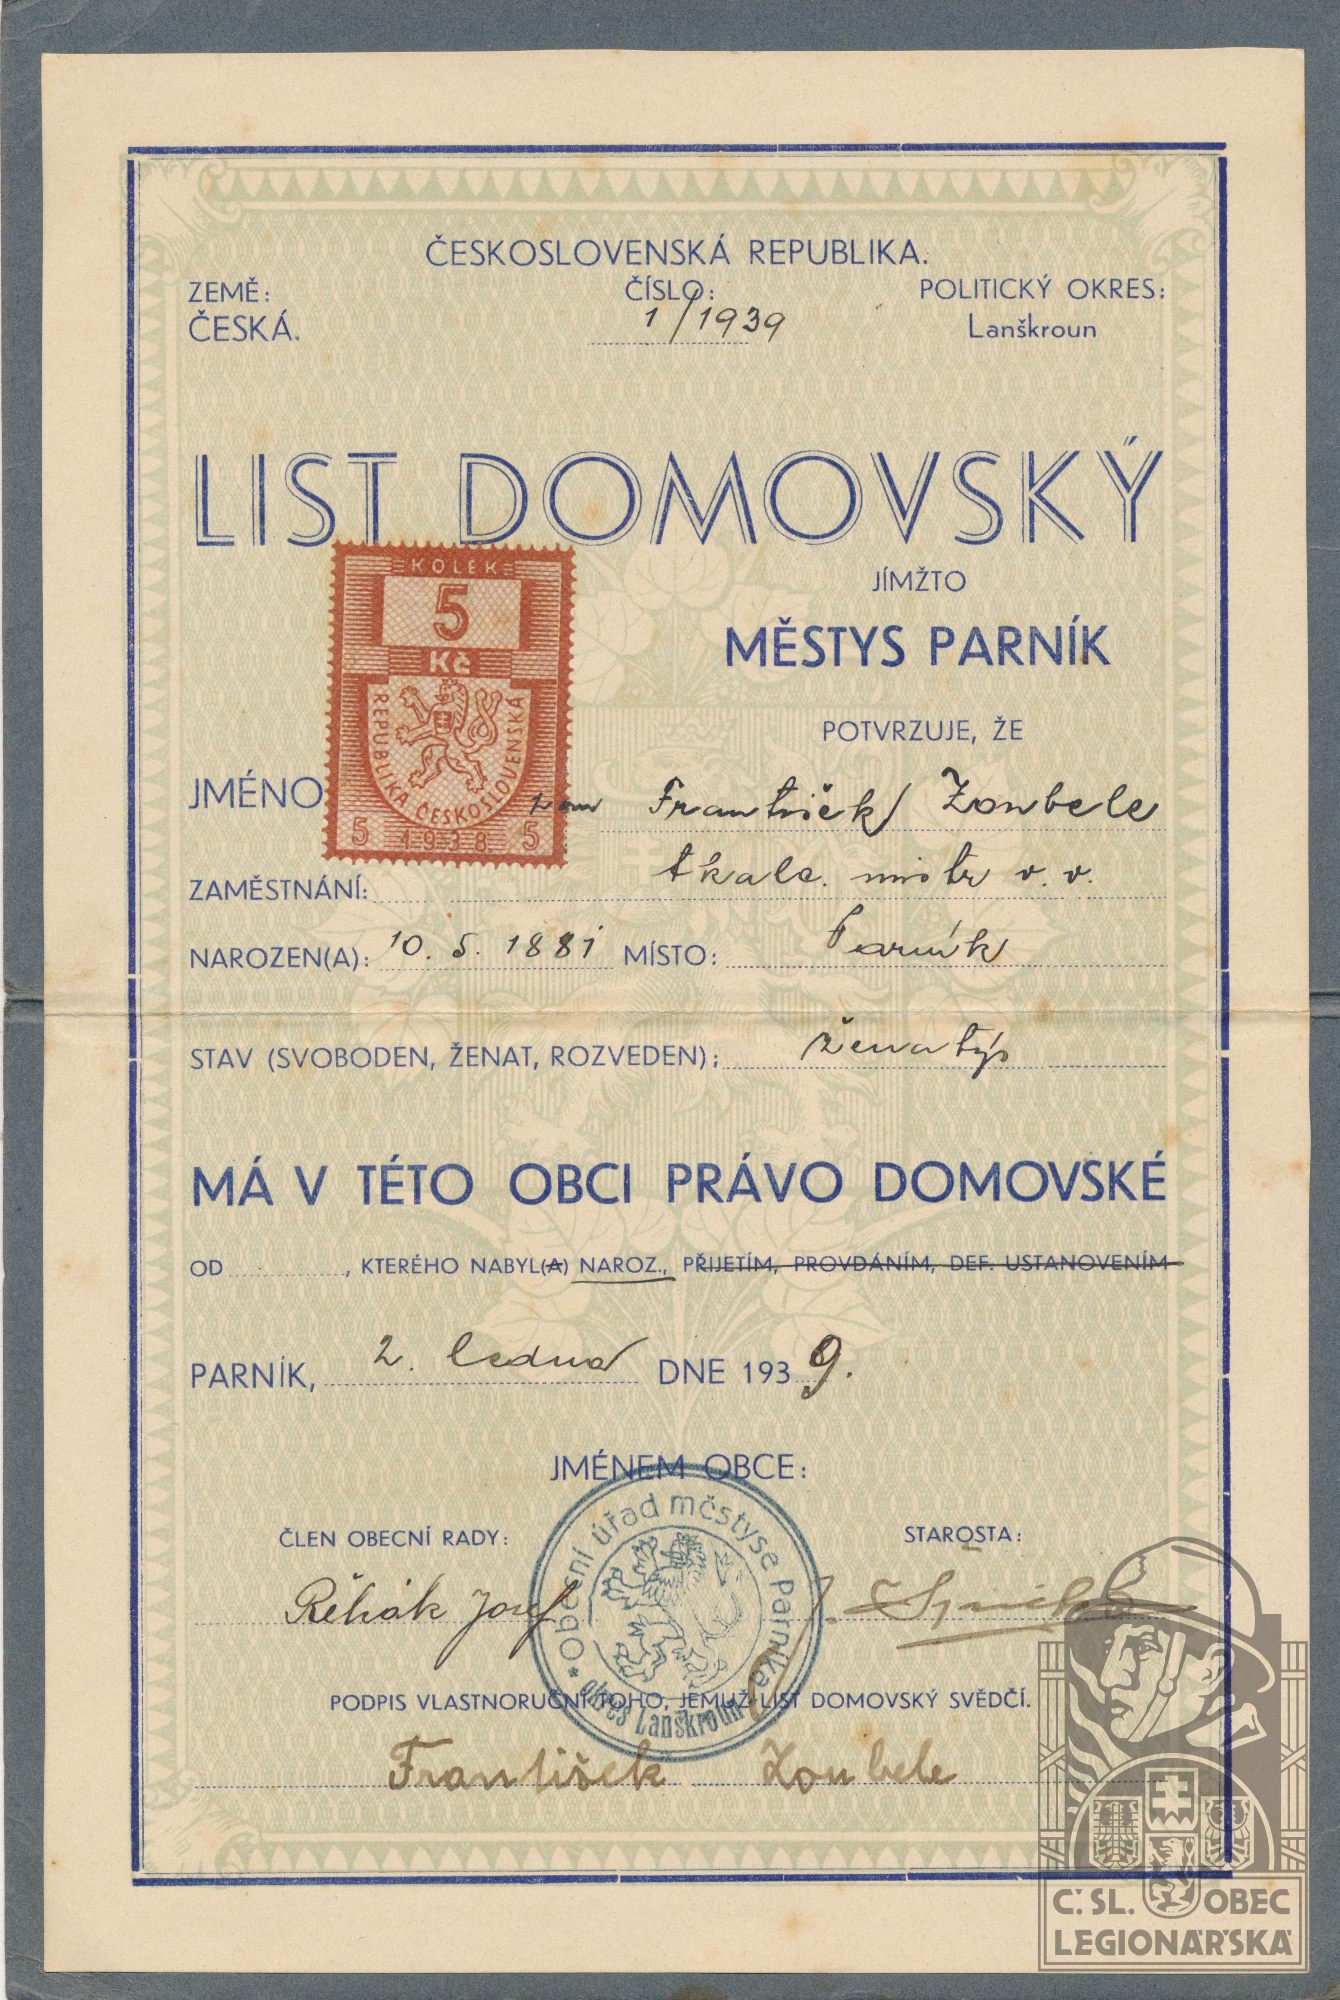 ČESKOSLOVENSKÁ REPUBLIKA.
ZEMĚ: ČÍSLO: POLITICKÝ OKRES:
ČESKÁ. 1/1939 Lanškroun
LIST DOMOVSKÝ
JÍMŽTO
MĚSTYS PARNÍK
POTVRZUJE, ŽE
KOLEK
5
Kč
REPUBLIKA ČESKOSLOVENSKÁ
5 1938 5
JMÉNO František Zoubele
ZAMĚSTNÁNÍ: tkalc. mistr v. v.
NAROZEN(A): 10. 5. 1881 MÍSTO: Parník
STAV (SVOBODEN, ŽENAT, ROZVEDEN): ženatý
MÁ V TÉTO OBCI PRÁVO DOMOVSKÉ
OD , KTERÉHO NABYL(A) NAROZ., PŘIJETÍM, PROVDÁNÍM, DEF. USTANOVENÍM
PARNÍK, 2. ledna DNE 1939.
JMÉNEM OBCE:
ČLEN OBECNÍ RADY: STAROSTA:
Řehák Josef J.
Obecní úřad městyse Parníka
okres Lanškroun
PODPIS VLASTNORUČNÍ TOHO, JEMUŽ LIST DOMOVSKÝ SVĚDČÍ.
František Zoubele
Č. SL. OBEC
LEGIONÁŘSKÁ